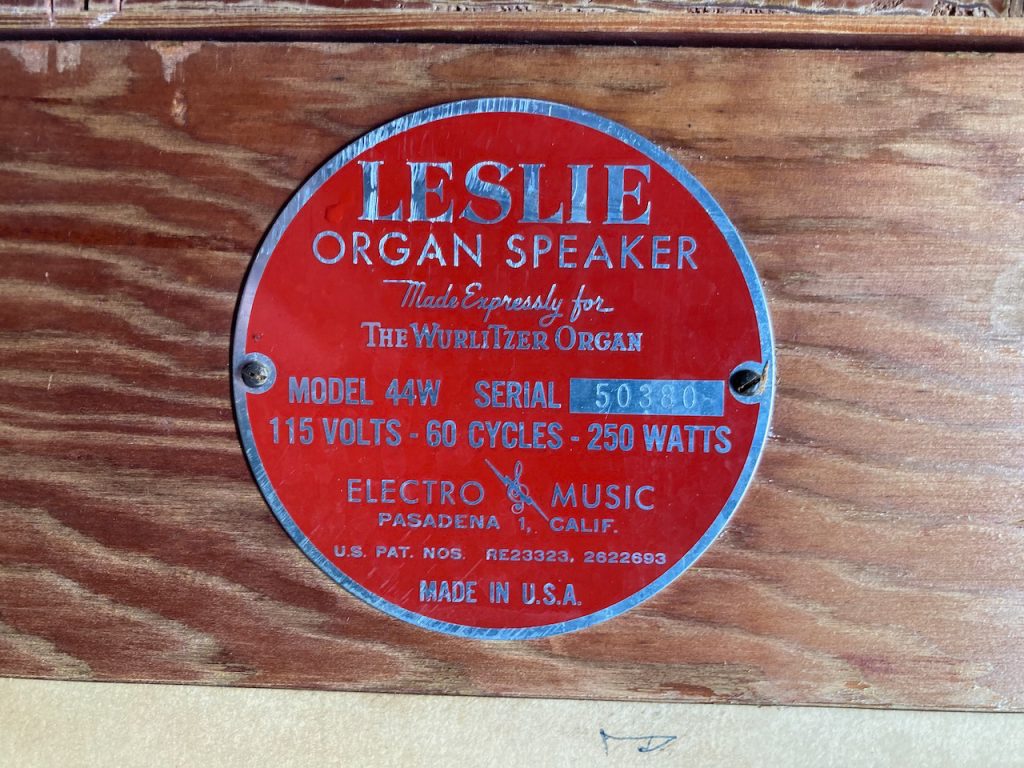 LESLIE
ORGAN SPEAKER
Made Expressly for
THE WURLITZER ORGAN
MODEL 44W SERIAL 50380
115 VOLTS - 60 CYCLES - 250 WATTS
ELECTRO MUSIC
PASADENA 1, CALIF.
U.S. PAT. NOS. RE23323, 2622693
MADE IN U.S.A.